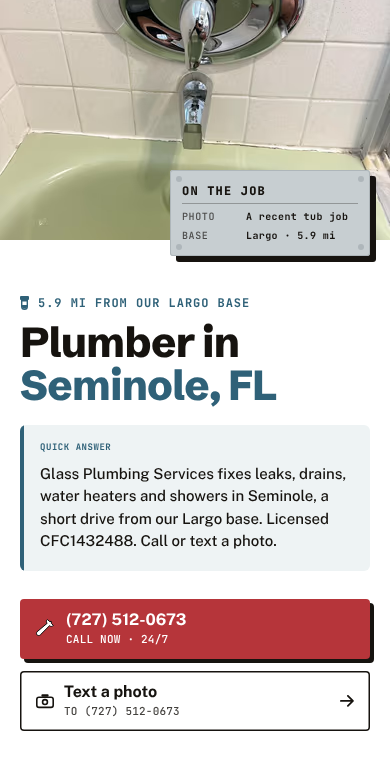 ON THE JOB
PHOTO A recent tub job
BASE Largo · 5.9 mi
5.9 MI FROM OUR LARGO BASE
Plumber in
Seminole, FL
QUICK ANSWER
Glass Plumbing Services fixes leaks, drains,
water heaters and showers in Seminole, a
short drive from our Largo base. Licensed
CFC1432488. Call or text a photo.
(727) 512-0673
CALL NOW · 24/7
Text a photo
TO (727) 512-0673